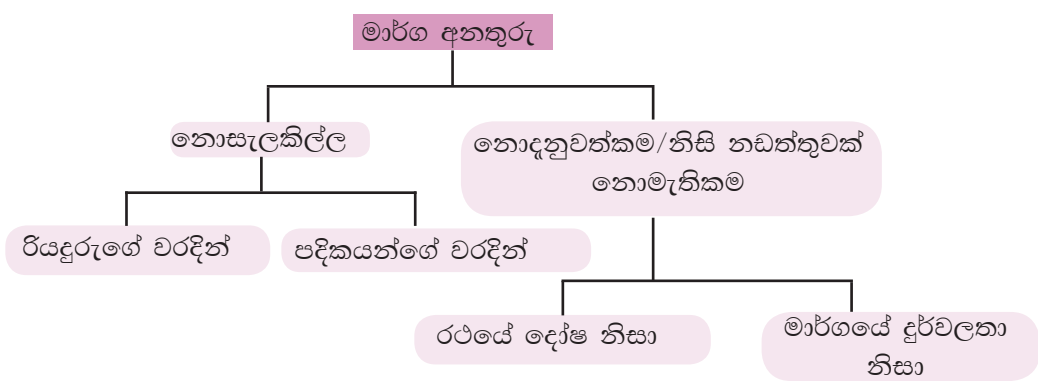 මාර්ග අනතුරු
නොසැලකිල්ල
නොදැනුවත්කම/නිසි නඩත්තුවක්
නොමැතිකම
රියදුරුගේ වරදින්
පදිකයන්ගේ වරදින්
රථයේ දෝෂ නිසා
මාර්ගයේ දුර්වලතා
නිසා